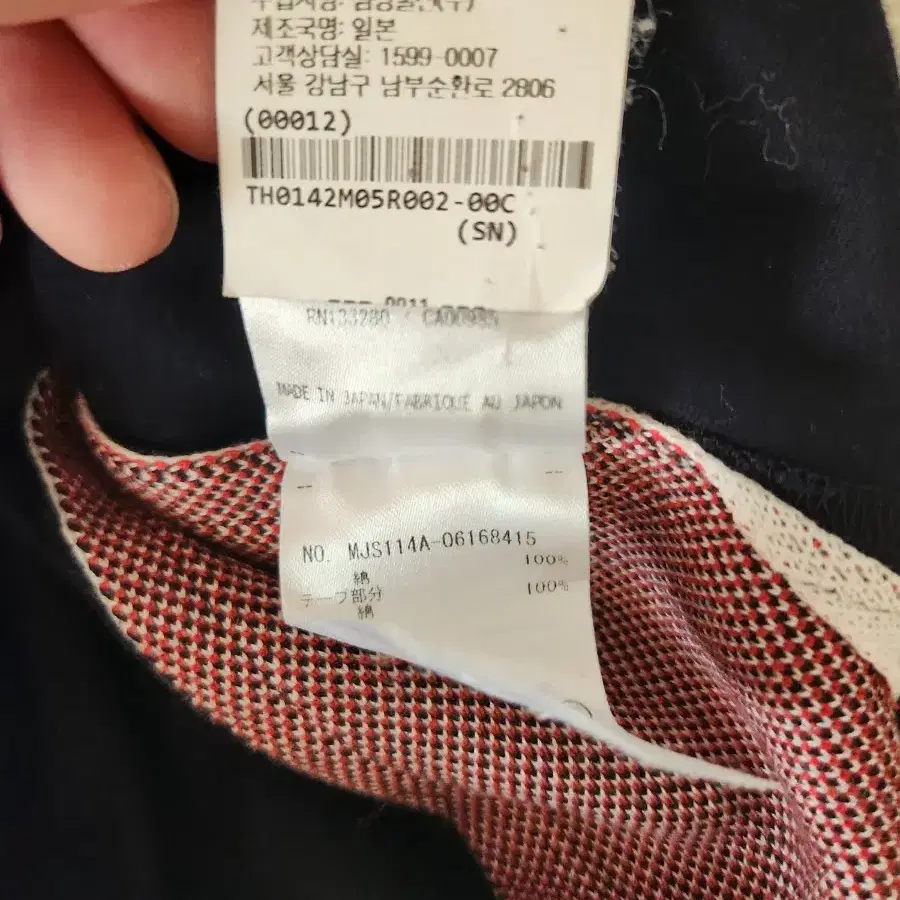 제조국명: 일본
고객상담실: 1599-0007
서울 강남구 남부순환로 2806
(00012)
TH0142M05R002-00C
(SN)
RN133280 / CA00985
MADE IN JAPAN/FABRIQUE AU JAPON
--
--
NO. MJS114A-06168415
綿 100%
テープ部分
綿 100%